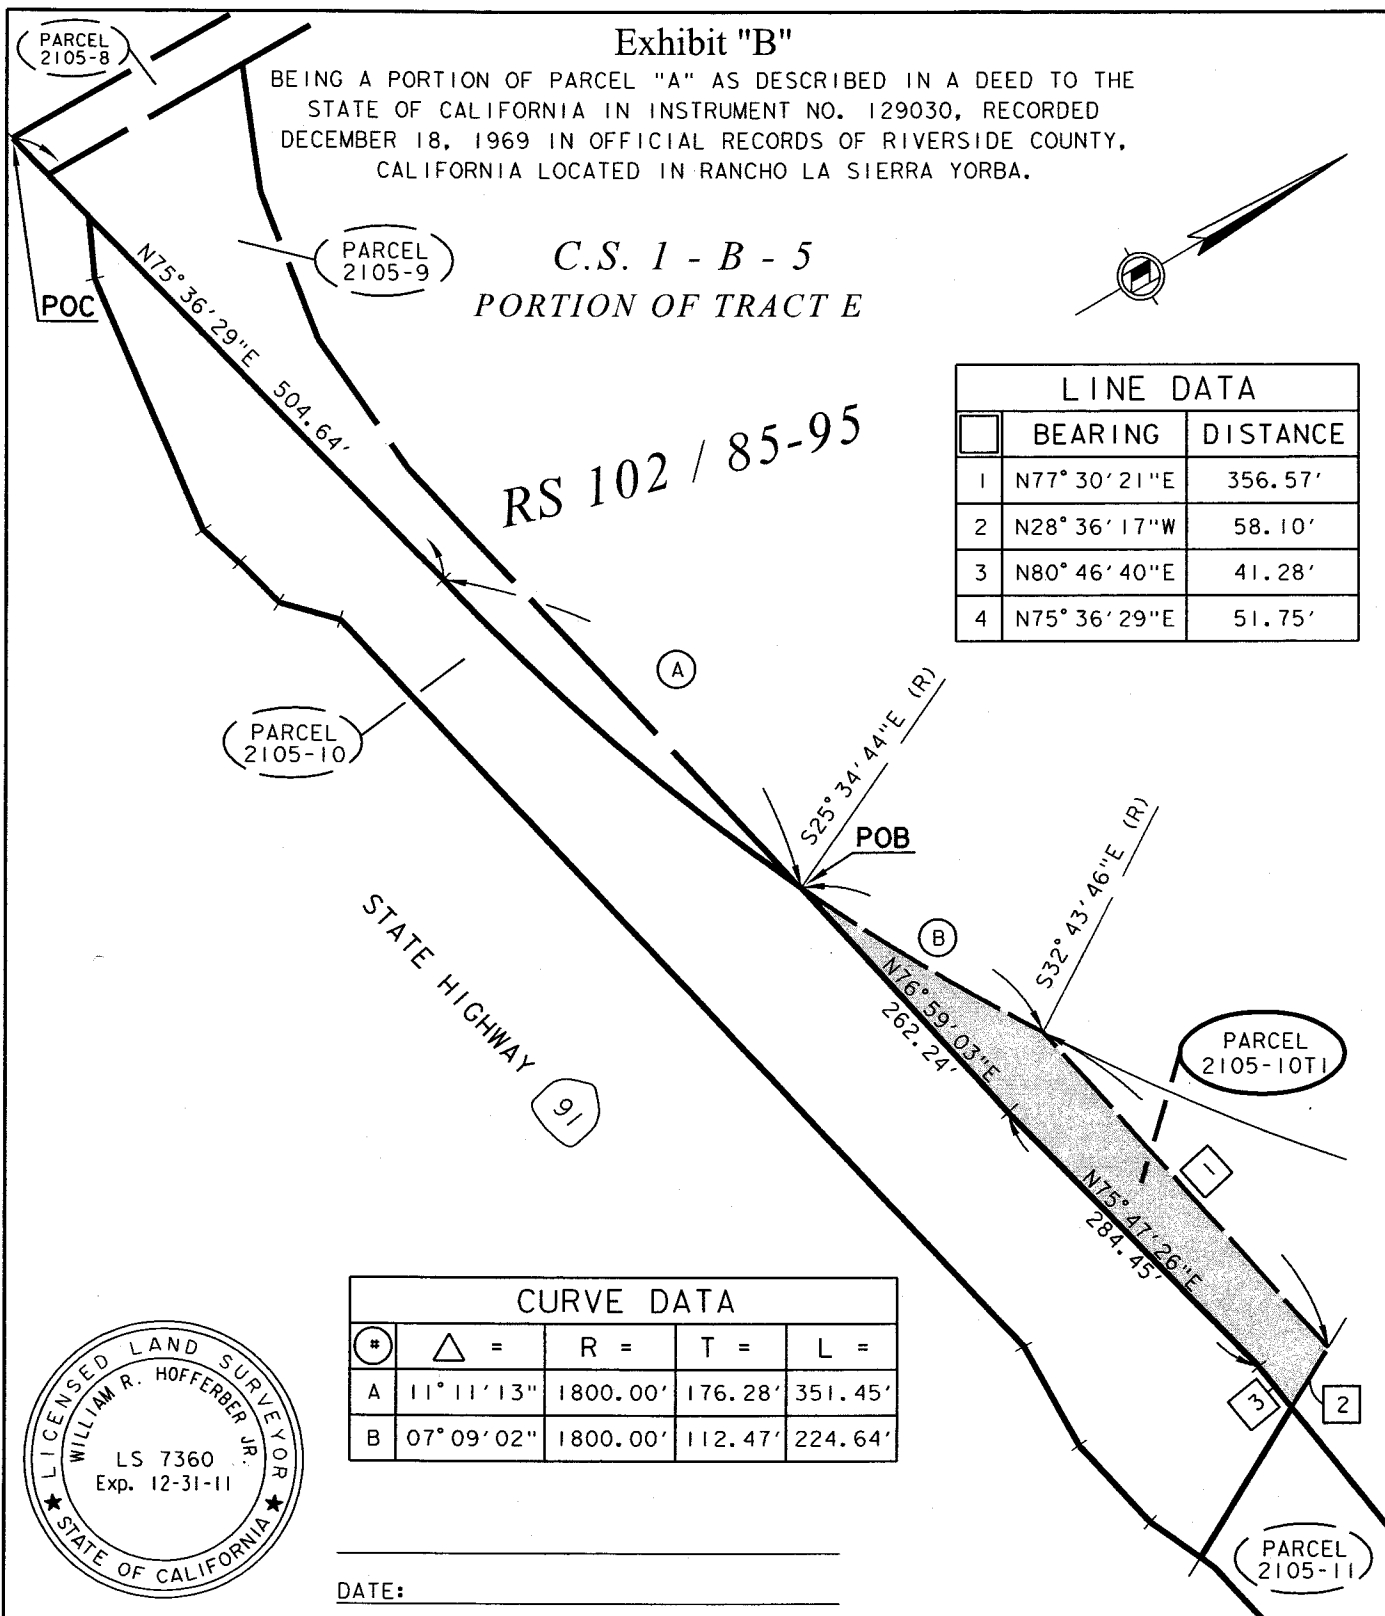 PARCEL
2105-8
Exhibit "B"
BEING A PORTION OF PARCEL "A" AS DESCRIBED IN A DEED TO THE
STATE OF CALIFORNIA IN INSTRUMENT NO. 129030, RECORDED
DECEMBER 18, 1969 IN OFFICIAL RECORDS OF RIVERSIDE COUNTY,
CALIFORNIA LOCATED IN RANCHO LA SIERRA YORBA.
PARCEL
2105-9
C.S. 1 - B - 5
PORTION OF TRACT E
POC
N75°36'29"E 504.64'
RS 102 / 85-95
LINE DATA
BEARING DISTANCE
1 N77°30'21"E 356.57'
2 N28°36'17"W 58.10'
3 N80°46'40"E 41.28'
4 N75°36'29"E 51.75'
A
PARCEL
2105-10
S25°34'44"E (R)
POB
S32°43'46"E (R)
B
STATE HIGHWAY
91
N76°59'03"E
262.24'
PARCEL
2105-10T1
1
N75°47'26"E
284.45'
3
2
CURVE DATA
# △ = R = T = L =
A 11°11'13" 1800.00' 176.28' 351.45'
B 07°09'02" 1800.00' 112.47' 224.64'
LICENSED LAND SURVEYOR
WILLIAM R. HOFFERBER JR.
LS 7360
Exp. 12-31-11
STATE OF CALIFORNIA
PARCEL
2105-11
DATE: